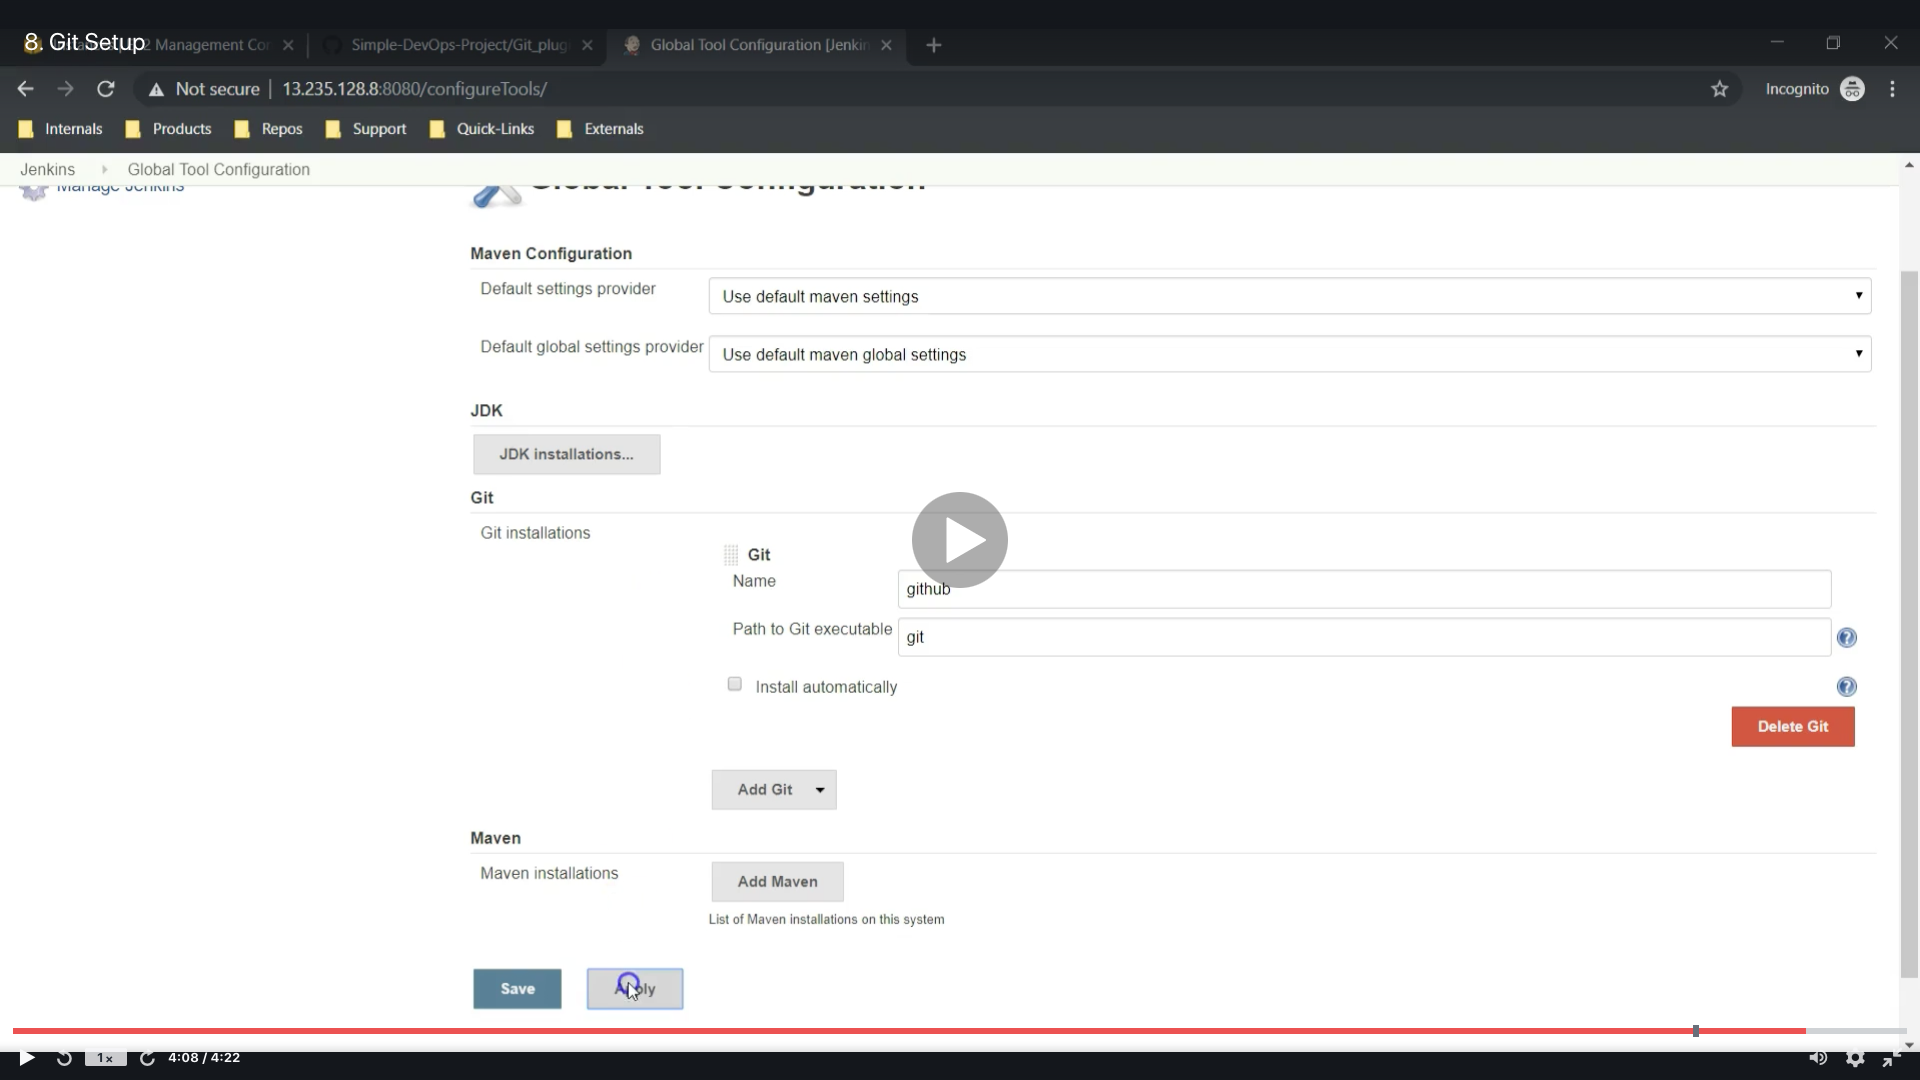 8. Git Setup
2 Management Co
Simple-DevOps-Project/Git_plug
Global Tool Configuration [Jenkin
Not secure | 13.235.128.8:8080/configureTools/
Incognito
Internals Products Repos Support Quick-Links Externals
Jenkins Global Tool Configuration
Manage Jenkins
Global Tool Configuration
Maven Configuration
Default settings provider Use default maven settings
Default global settings provider Use default maven global settings
JDK
JDK installations...
Git
Git installations
Git
Name github
Path to Git executable git
Install automatically
Delete Git
Add Git
Maven
Maven installations Add Maven
List of Maven installations on this system
Save Apply
1x 4:08 / 4:22